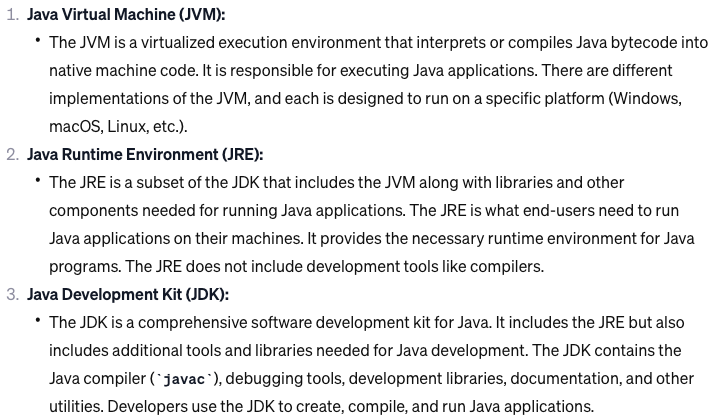 1. Java Virtual Machine (JVM):
• The JVM is a virtualized execution environment that interprets or compiles Java bytecode into
native machine code. It is responsible for executing Java applications. There are different
implementations of the JVM, and each is designed to run on a specific platform (Windows,
macOS, Linux, etc.).
2. Java Runtime Environment (JRE):
• The JRE is a subset of the JDK that includes the JVM along with libraries and other
components needed for running Java applications. The JRE is what end-users need to run
Java applications on their machines. It provides the necessary runtime environment for Java
programs. The JRE does not include development tools like compilers.
3. Java Development Kit (JDK):
• The JDK is a comprehensive software development kit for Java. It includes the JRE but also
includes additional tools and libraries needed for Java development. The JDK contains the
Java compiler (`javac`), debugging tools, development libraries, documentation, and other
utilities. Developers use the JDK to create, compile, and run Java applications.